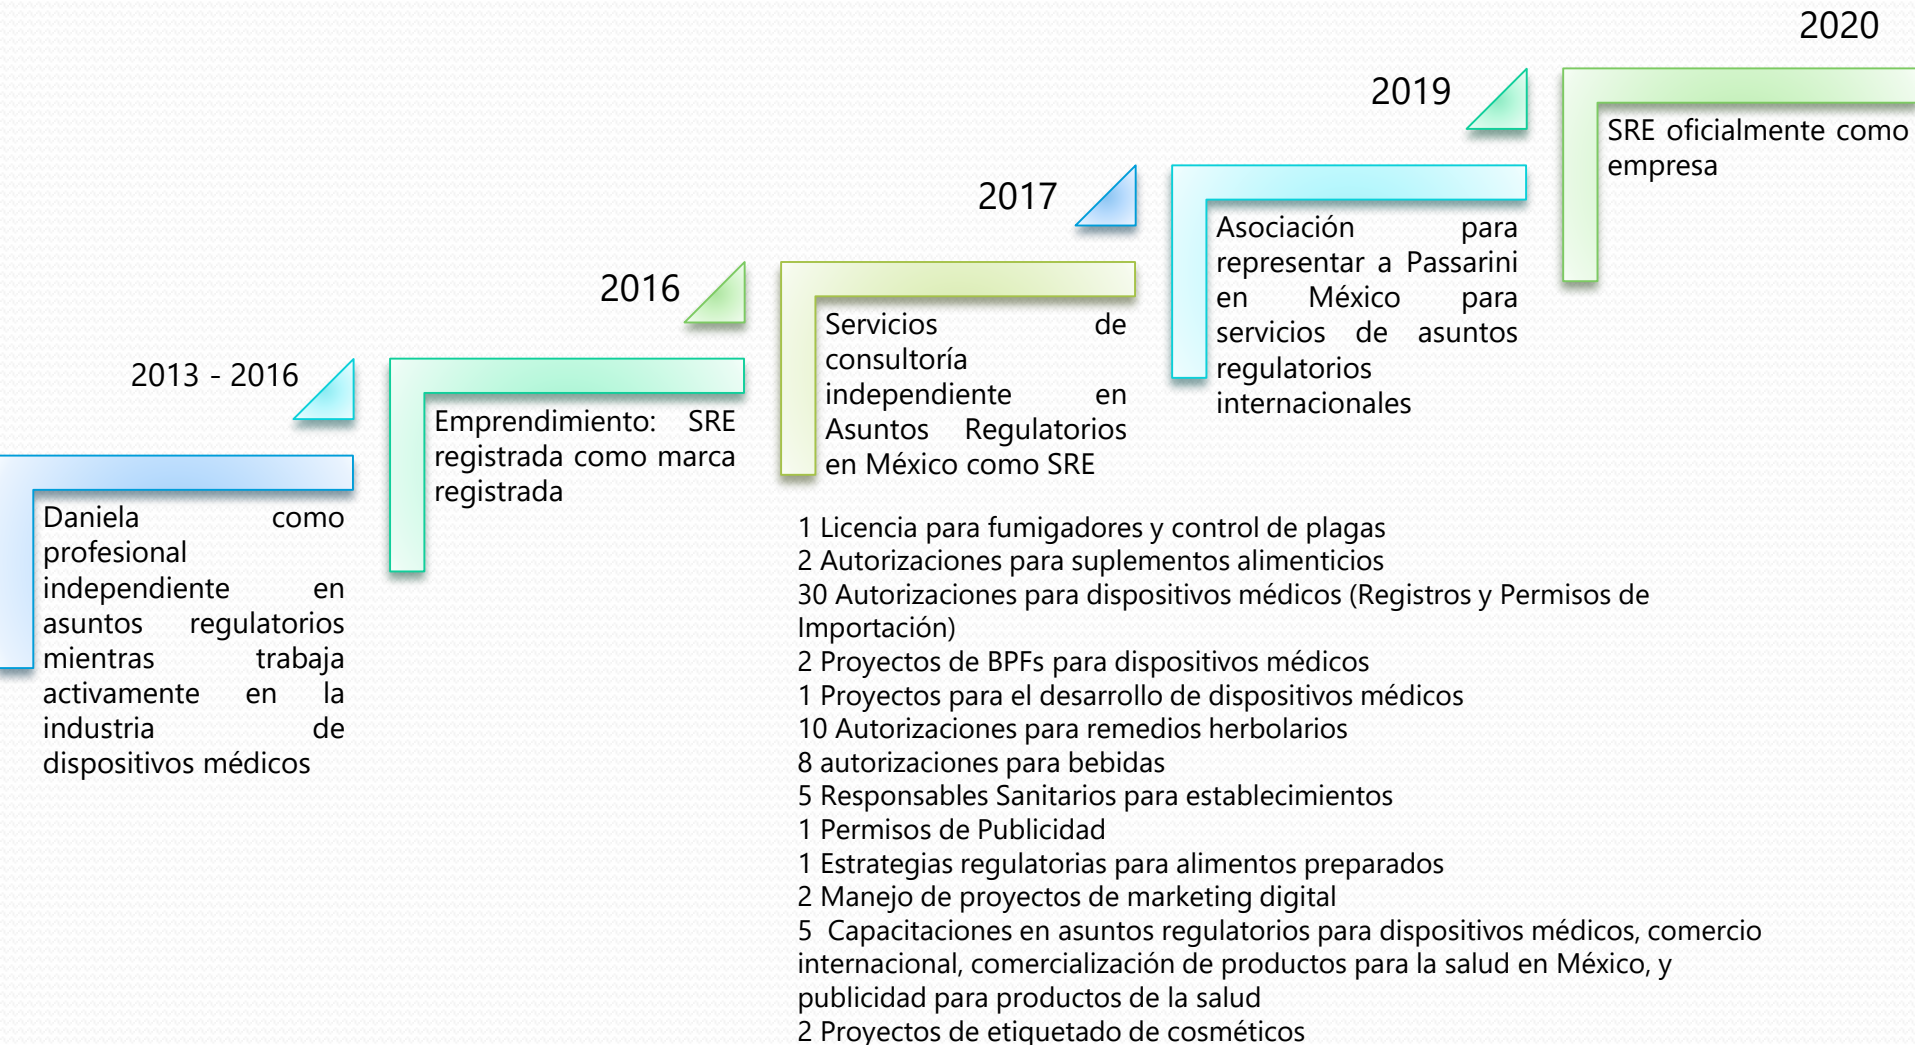 2013 - 2016
Daniela como
profesional
independiente en
asuntos regulatorios
mientras trabaja
activamente en la
industria de
dispositivos médicos
2016
Emprendimiento: SRE
registrada como marca
registrada
2017
Servicios de
consultoría
independiente en
Asuntos Regulatorios
en México como SRE
2019
Asociación para
representar a Passarini
en México para
servicios de asuntos
regulatorios
internacionales
2020
SRE oficialmente como
empresa
1 Licencia para fumigadores y control de plagas
2 Autorizaciones para suplementos alimenticios
30 Autorizaciones para dispositivos médicos (Registros y Permisos de
Importación)
2 Proyectos de BPFs para dispositivos médicos
1 Proyectos para el desarrollo de dispositivos médicos
10 Autorizaciones para remedios herbolarios
8 autorizaciones para bebidas
5 Responsables Sanitarios para establecimientos
1 Permisos de Publicidad
1 Estrategias regulatorias para alimentos preparados
2 Manejo de proyectos de marketing digital
5 Capacitaciones en asuntos regulatorios para dispositivos médicos, comercio
internacional, comercialización de productos para la salud en México, y
publicidad para productos de la salud
2 Proyectos de etiquetado de cosméticos